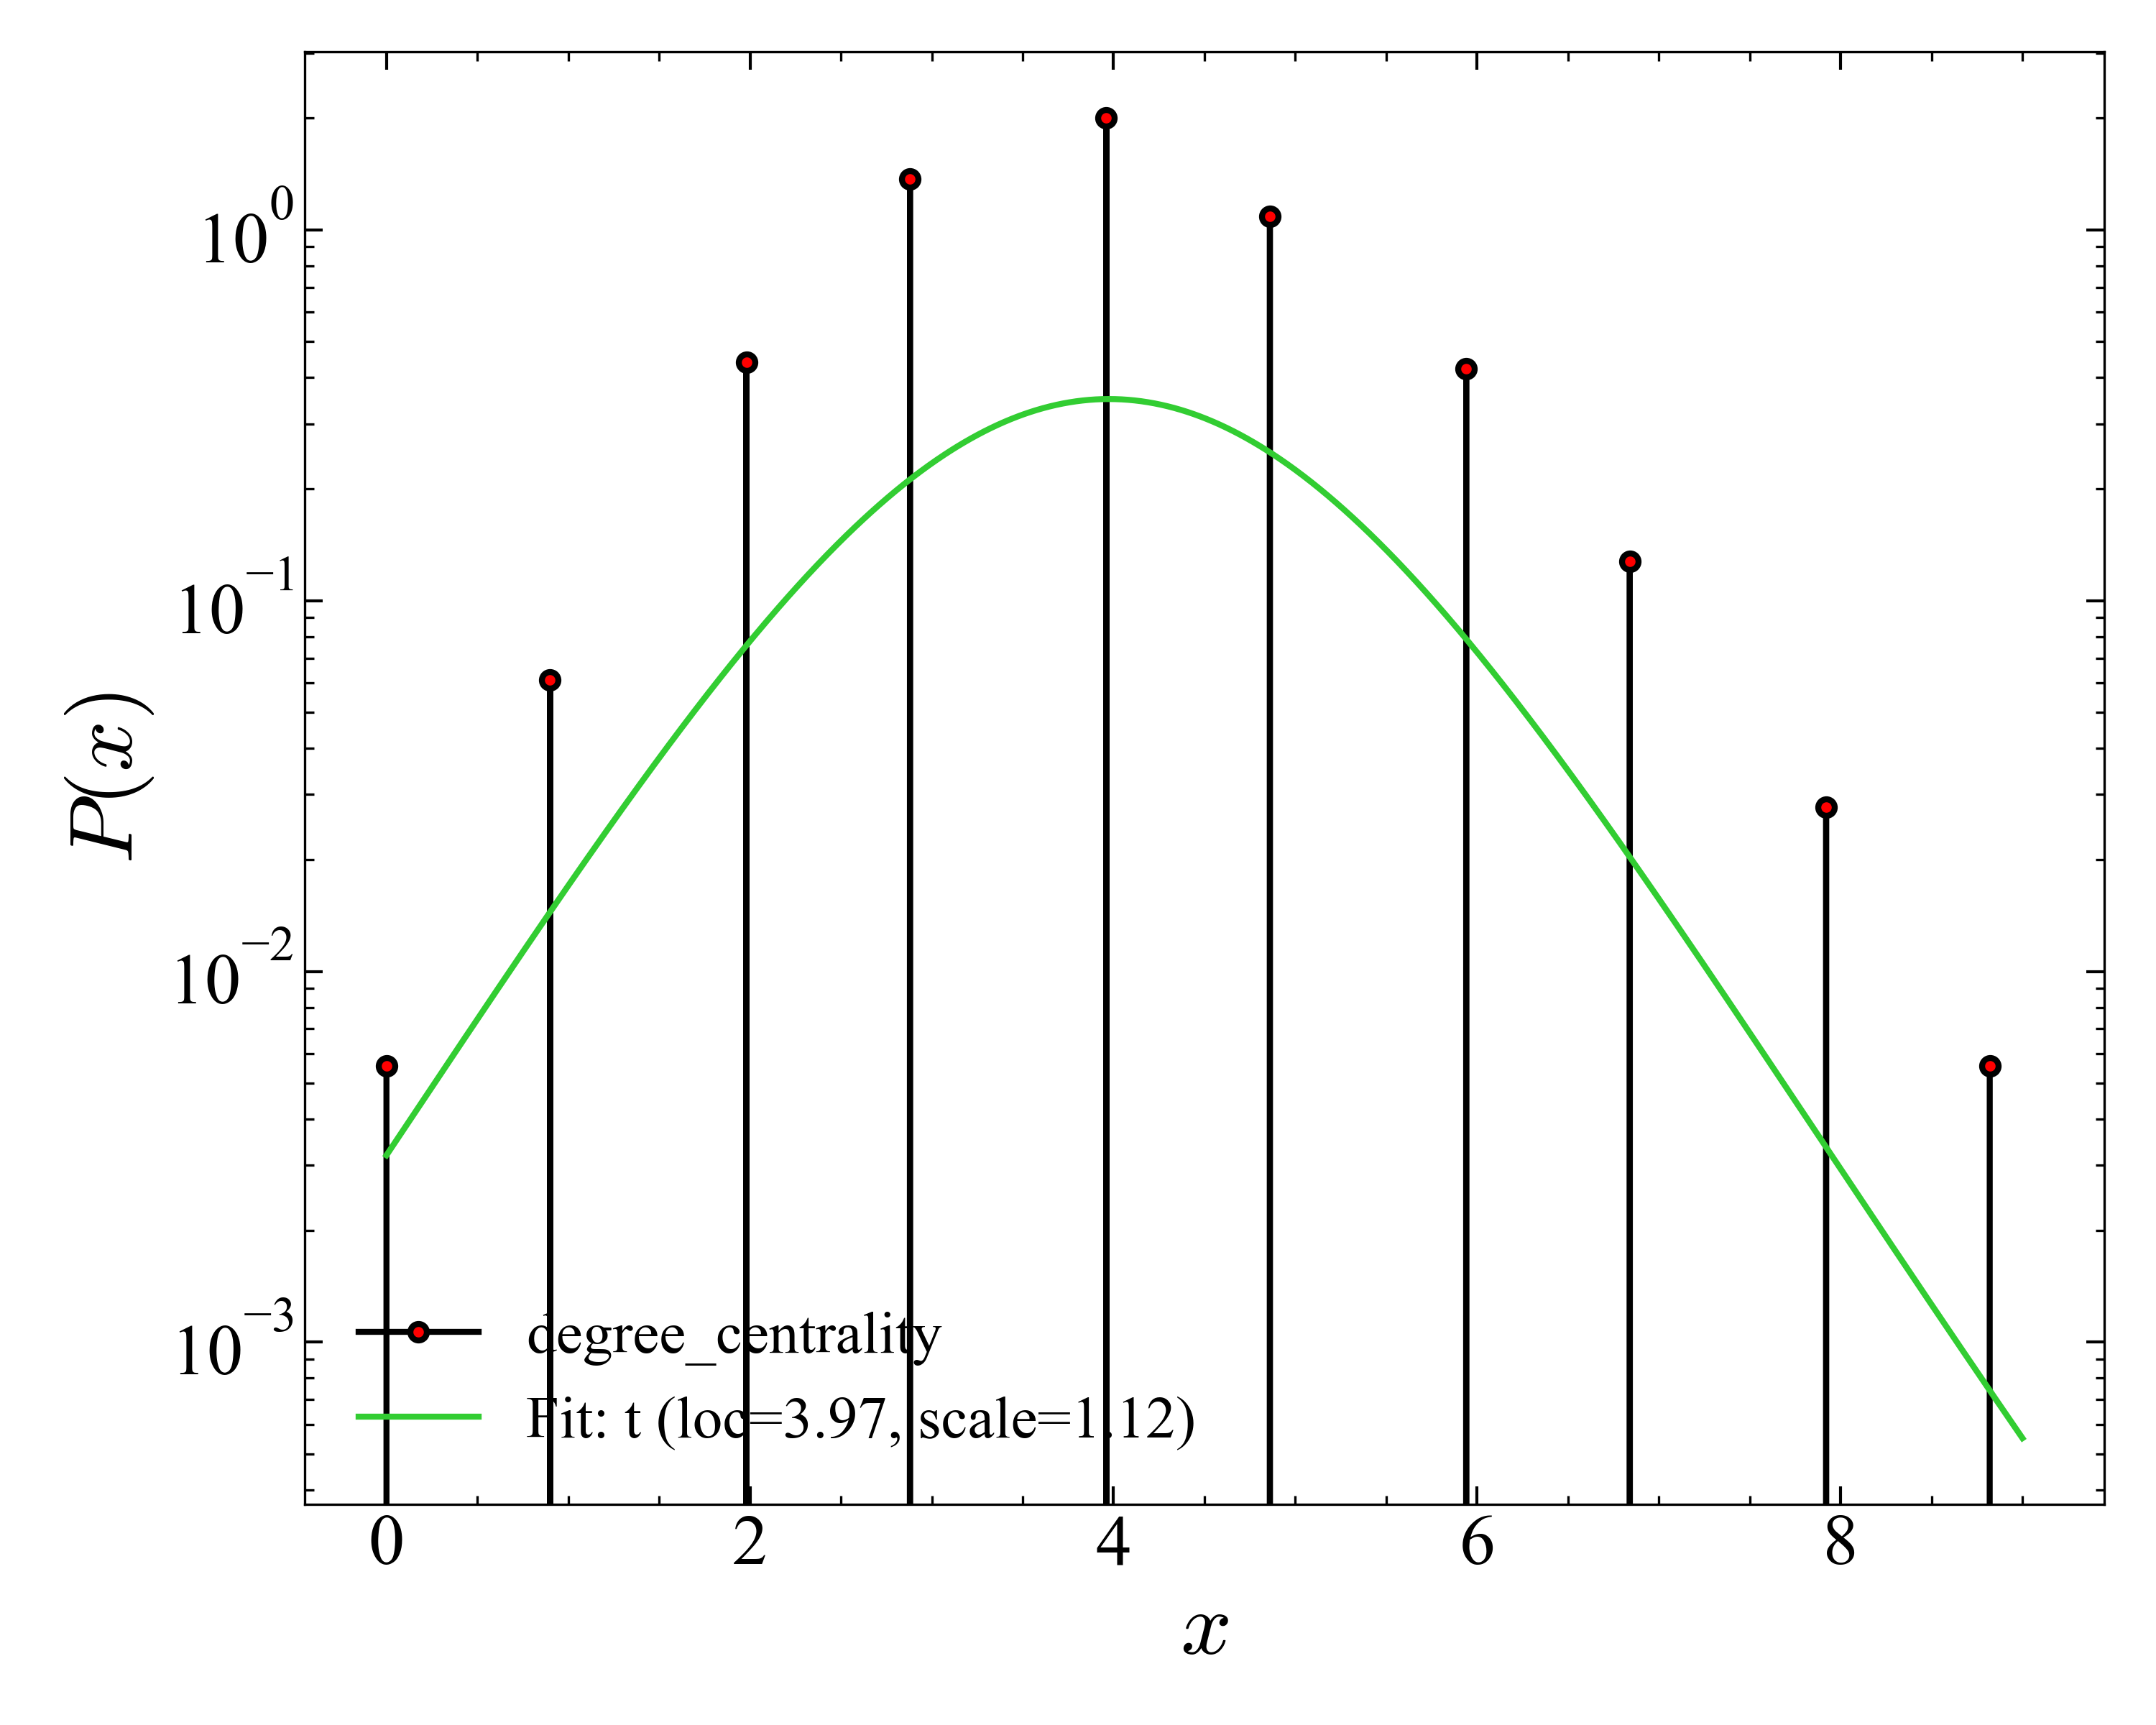 10^0
10^−1
10^−2
10^−3
P(x)
degree_centrality
Fit: t (loc=3.97, scale=1.12)
0 2 4 6 8
x